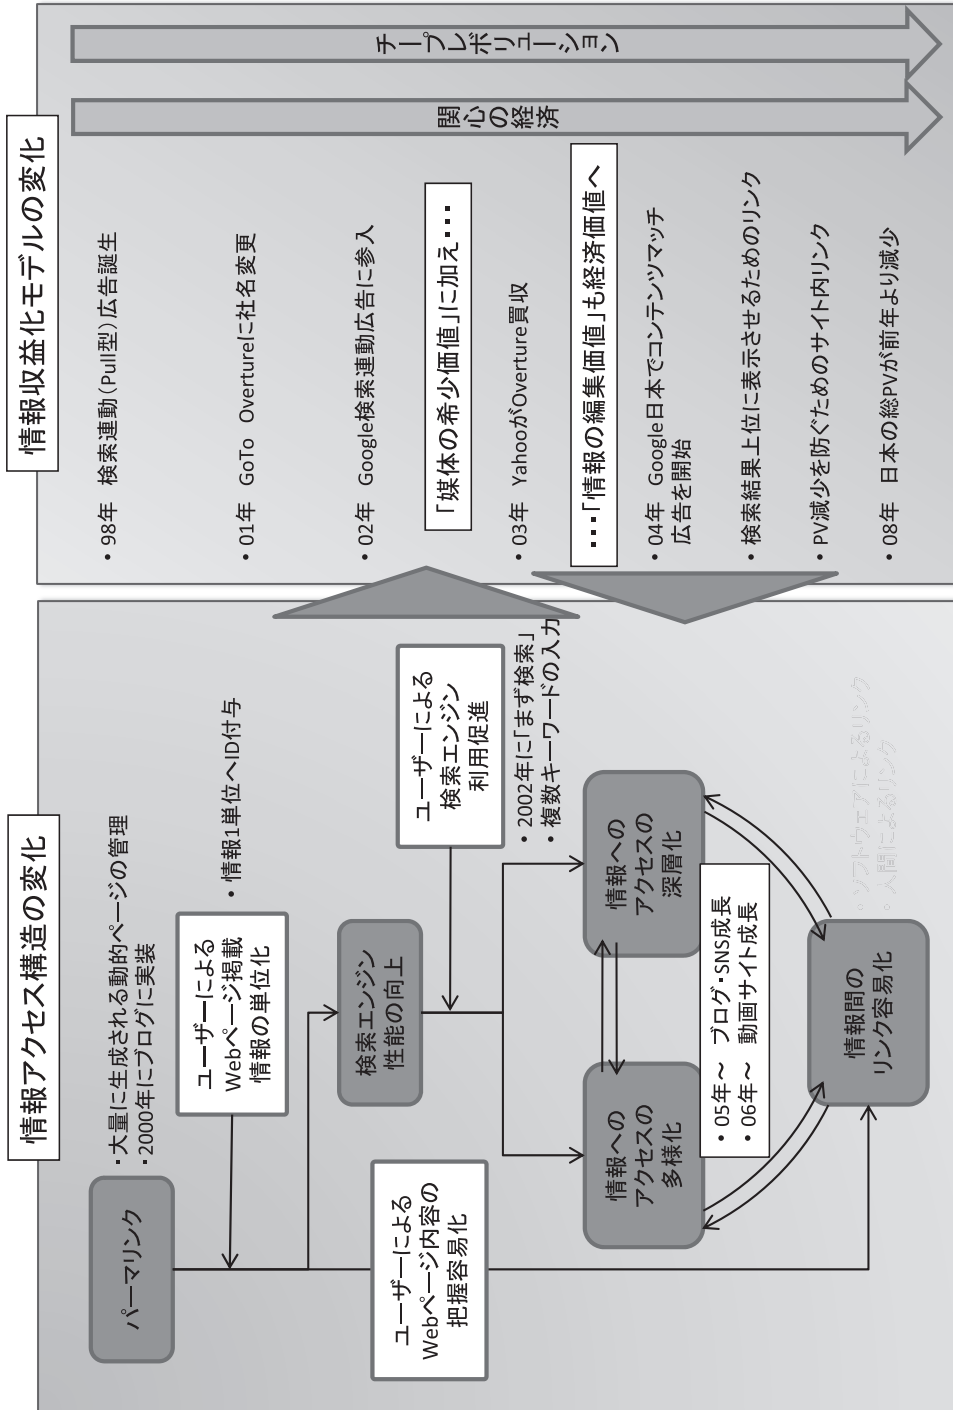 情報アクセス構造の変化
パーマリンク
・大量に生成される動的ページの管理
・2000年にブログに実装
ユーザーによる
Webページ掲載
情報の単位化
・情報1単位へID付与
検索エンジン
性能の向上
ユーザーによる
検索エンジン
利用促進
・2002年に「まず検索」
・複数キーワードの入力
ユーザーによる
Webページ内容の
把握容易化
情報への
アクセスの
多様化
情報への
アクセスの
深層化
・05年～ ブログ・SNS成長
・06年～ 動画サイト成長
情報間の
リンク容易化
・ソフトウェアによるリンク
・人間によるリンク
情報収益化モデルの変化
・98年 検索連動(Pull型)広告誕生
・01年 GoTo Overtureに社名変更
・02年 Google検索連動広告に参入
「媒体の希少価値」に加え・・・・
・03年 YahooがOverture買収
・・・・「情報の編集価値」も経済価値へ
・04年 Google日本でコンテンツマッチ
広告を開始
・検索結果上位に表示させるためのリンク
・PV減少を防ぐためのサイト内リンク
・08年 日本の総PVが前年より減少
関心の経済
チープレボリューション